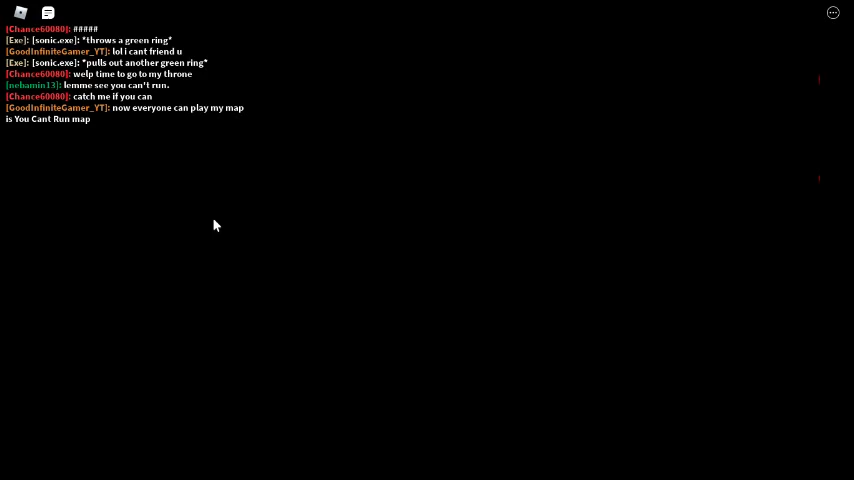 [Chance60080]: #####
[Exe]: [sonic.exe]: *throws a green ring*
[GoodInfiniteGamer_YT]: lol i cant friend u
[Exe]: [sonic.exe]: *pulls out another green ring*
[Chance60080]: welp time to go to my throne
[nebamin13]: lemme see you can't run.
[Chance60080]: catch me if you can
[GoodInfiniteGamer_YT]: now everyone can play my map
is You Cant Run map